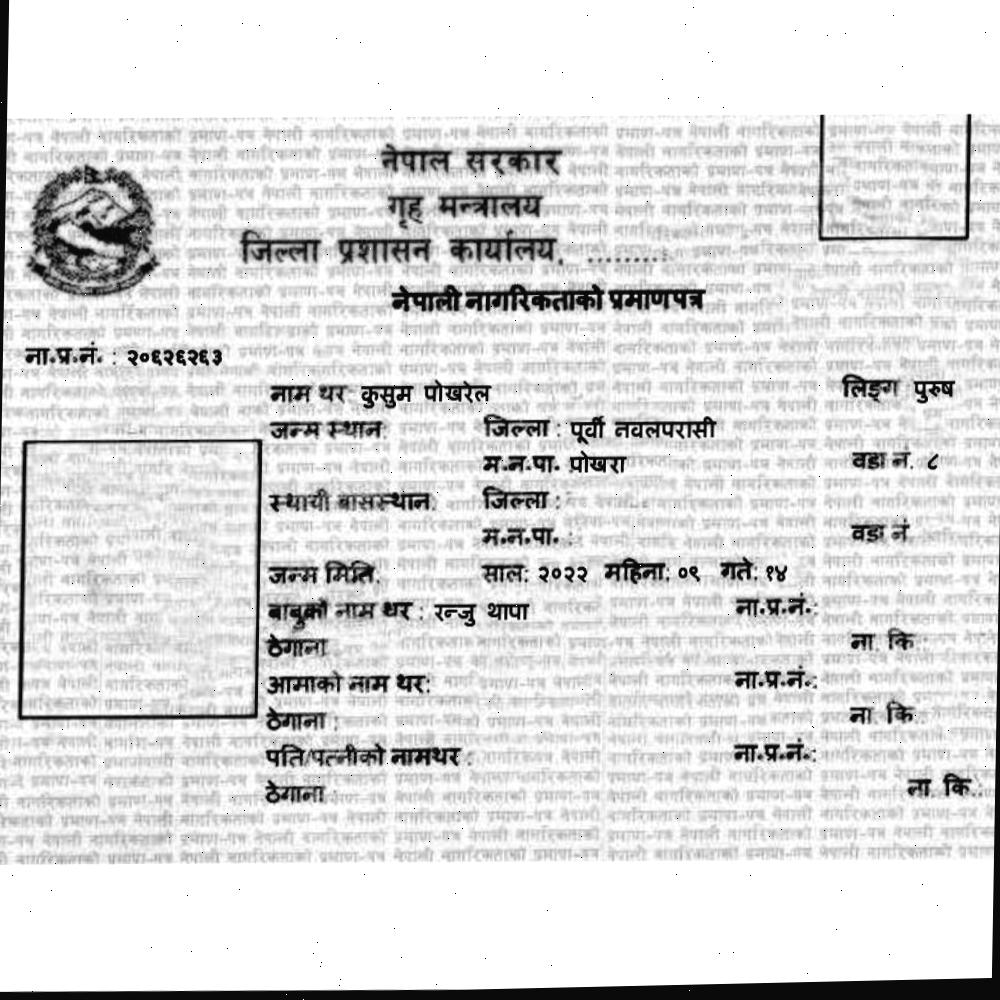 नेपाल सरकार
गृह मन्त्रालय
जिल्ला प्रशासन कार्यालय, .........
नेपाली नागरिकताको प्रमाणपत्र
ना.प्र.नं. : २०६२६२६३
नाम थर: कुसुम पोखरेल लिङ्ग पुरुष
जन्म स्थान: जिल्ला : पूर्वी नवलपरासी
म.न.पा. पोखरा वडा नं. ८
स्थायी बासस्थान: जिल्ला :
म.न.पा. : वडा नं.
जन्म मिति: साल: २०२२ महिना: ०९ गते: १४
बाबुको नाम थर : रन्जु थापा ना.प्र.नं.:
ठेगाना ना. कि.:
आमाको नाम थर: ना.प्र.नं.:
ठेगाना : ना. कि.
पति/पत्नीको नामथर : ना.प्र.नं.:
ठेगाना ना. कि.: